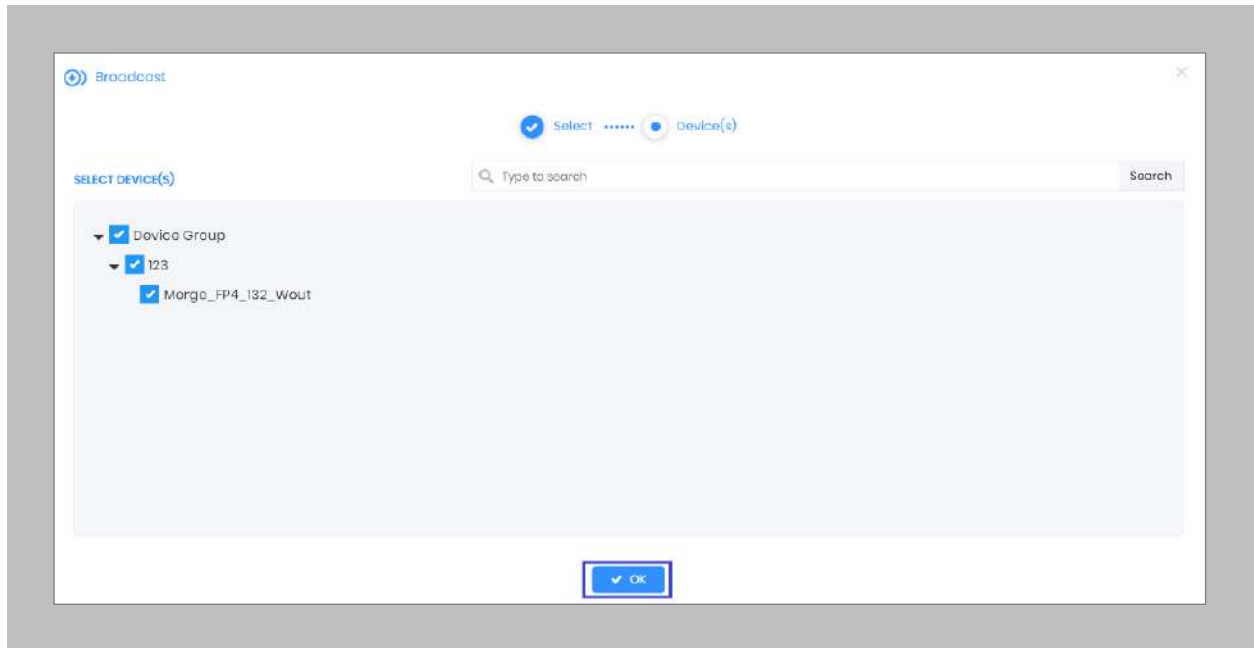 Broadcast
Select Device(s)
SELECT DEVICE(S)
Type to search
Search
Device Group
123
Morgo_FP4_132_Wout
OK